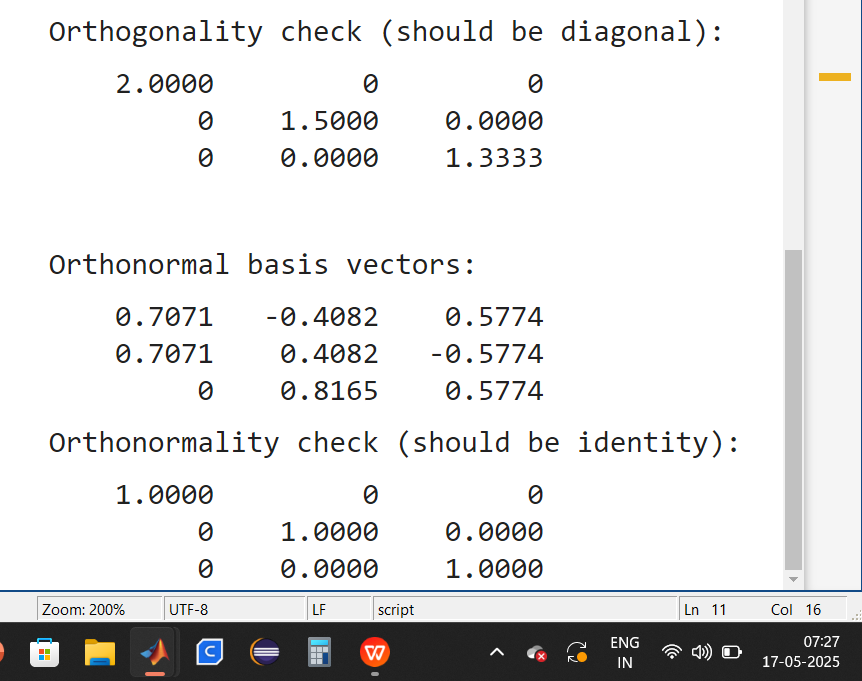 Orthogonality check (should be diagonal):
2.0000 0 0
0 1.5000 0.0000
0 0.0000 1.3333
Orthonormal basis vectors:
0.7071 -0.4082 0.5774
0.7071 0.4082 -0.5774
0 0.8165 0.5774
Orthonormality check (should be identity):
1.0000 0 0
0 1.0000 0.0000
0 0.0000 1.0000
Zoom: 200% UTF-8 LF script Ln 11 Col 16
C W ENG 07:27
IN 17-05-2025